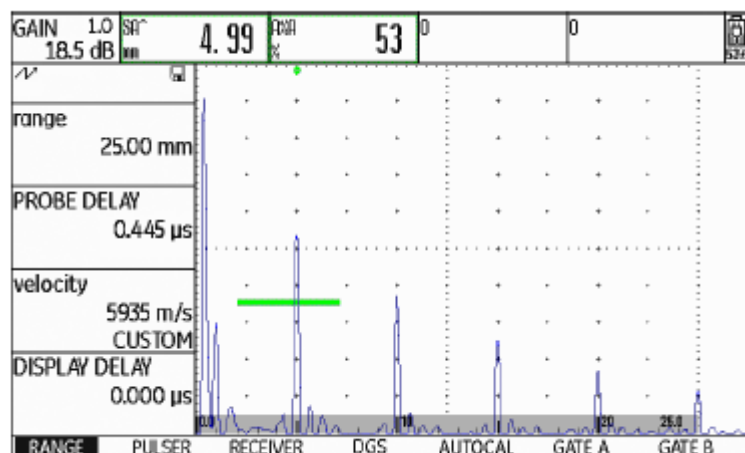 GAIN 1.0 SA^ 4.99 A%A 53 0 0
18.5 dB mm %
range
25.00 mm
PROBE DELAY
0.445 µs
velocity
5935 m/s
CUSTOM
DISPLAY DELAY
0.000 µs
0.0 10 20 25.0
RANGE PULSER RECEIVER DGS AUTOCAL GATE A GATE B